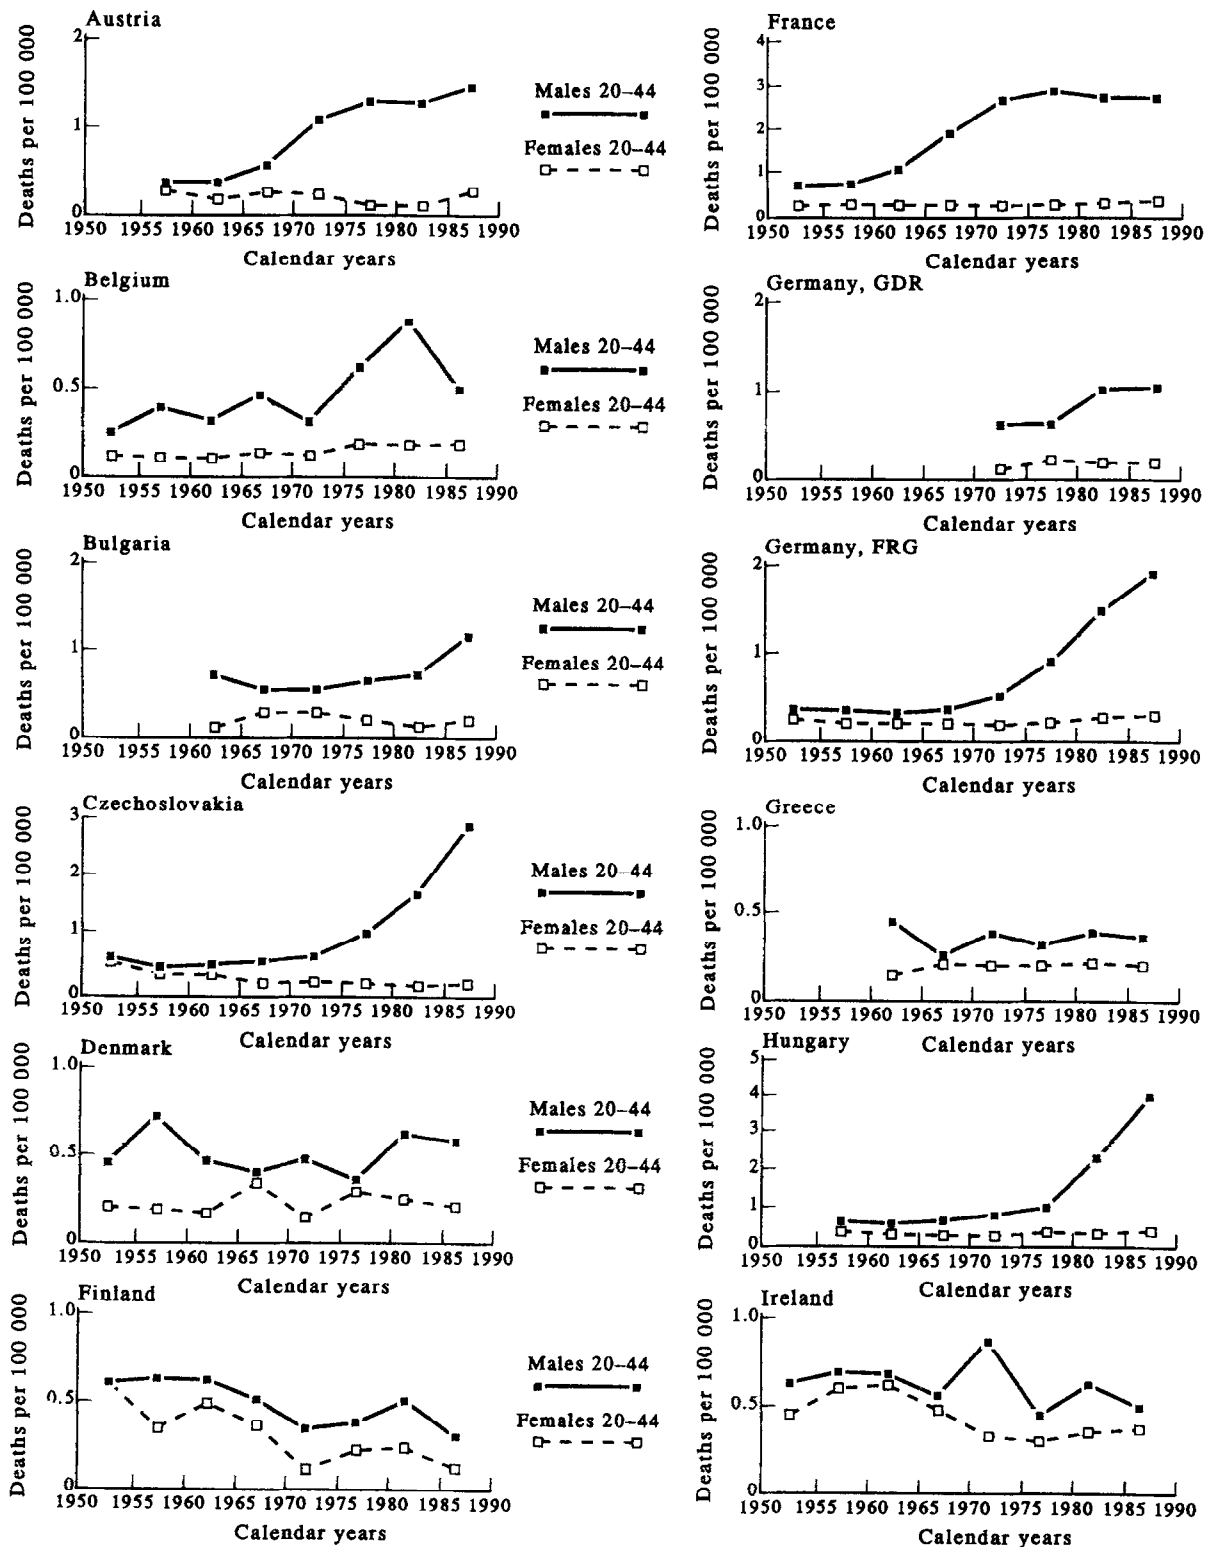 Austria
Deaths per 100 000
2
1
0
1950 1955 1960 1965 1970 1975 1980 1985 1990
Calendar years
Males 20–44
Females 20–44
France
Deaths per 100 000
4
3
2
1
0
1950 1955 1960 1965 1970 1975 1980 1985 1990
Calendar years
Belgium
Deaths per 100 000
1.0
0.5
0
1950 1955 1960 1965 1970 1975 1980 1985 1990
Calendar years
Males 20–44
Females 20–44
Germany, GDR
Deaths per 100 000
2
1
0
1950 1955 1960 1965 1970 1975 1980 1985 1990
Calendar years
Bulgaria
Deaths per 100 000
2
1
0
1950 1955 1960 1965 1970 1975 1980 1985 1990
Calendar years
Males 20–44
Females 20–44
Germany, FRG
Deaths per 100 000
2
1
0
1950 1955 1960 1965 1970 1975 1980 1985 1990
Calendar years
Czechoslovakia
Deaths per 100 000
3
2
1
0
1950 1955 1960 1965 1970 1975 1980 1985 1990
Calendar years
Males 20–44
Females 20–44
Greece
Deaths per 100 000
1.0
0.5
0
1950 1955 1960 1965 1970 1975 1980 1985 1990
Calendar years
Denmark
Deaths per 100 000
1.0
0.5
0
1950 1955 1960 1965 1970 1975 1980 1985 1990
Calendar years
Males 20–44
Females 20–44
Hungary
Deaths per 100 000
5
4
3
2
1
0
1950 1955 1960 1965 1970 1975 1980 1985 1990
Calendar years
Finland
Deaths per 100 000
1.0
0.5
0
1950 1955 1960 1965 1970 1975 1980 1985 1990
Calendar years
Males 20–44
Females 20–44
Ireland
Deaths per 100 000
1.0
0.5
0
1950 1955 1960 1965 1970 1975 1980 1985 1990
Calendar years